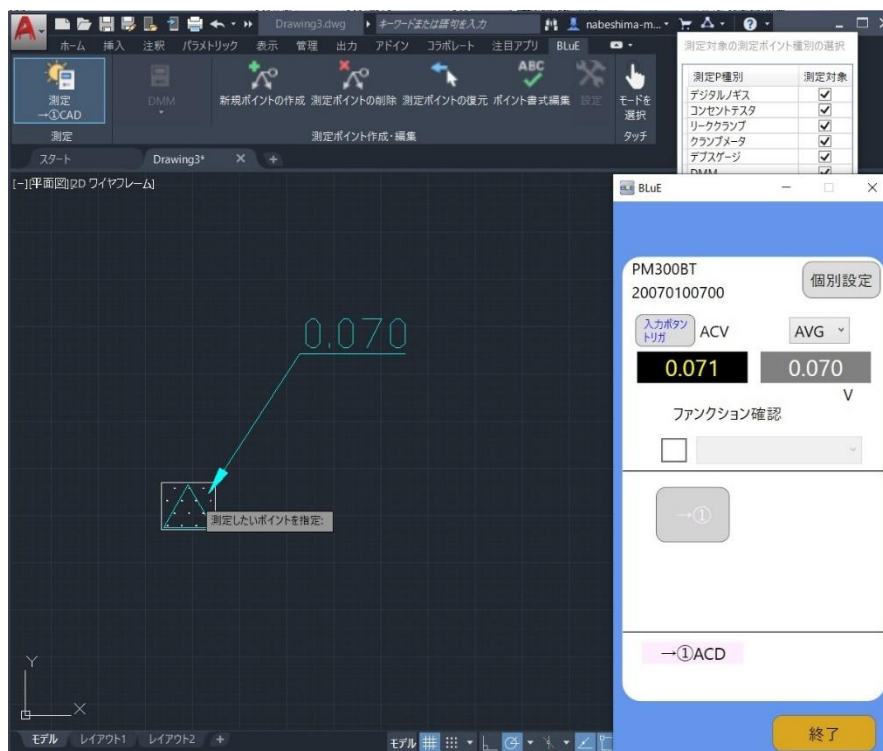 Drawing3.dwg
キーワードまたは語句を入力
nabeshima-m...
ホーム 挿入 注釈 パラメトリック 表示 管理 出力 アドイン コラボレート 注目アプリ BLuE
測定
→①CAD
DMM
新規ポイントの作成 測定ポイントの削除 測定ポイントの復元 ポイント書式編集 設定
ABC
モードを
選択
測定
測定ポイント作成・編集
タッチ
スタート
Drawing3*
[−][平面図][2D ワイヤフレーム]
測定対象の測定ポイント種別の選択
測定P種別 測定対象
デジタルノギス
コンセントテスタ
リーククランプ
クランプメータ
デプスゲージ
DMM
0.070
測定したいポイントを指定:
Y
X
モデル レイアウト1 レイアウト2 +
モデル
BLuE
PM300BT
20070100700
個別設定
入力ボタン
トリガ
ACV
AVG
0.071
0.070
V
ファンクション確認
→①
→①ACD
終了